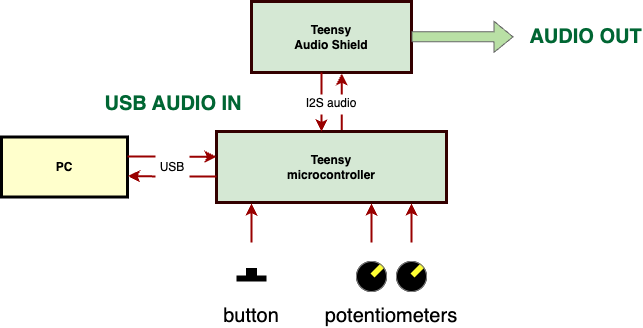 Teensy
Audio Shield
AUDIO OUT
I2S audio
USB AUDIO IN
PC
USB
Teensy
microcontroller
button
potentiometers